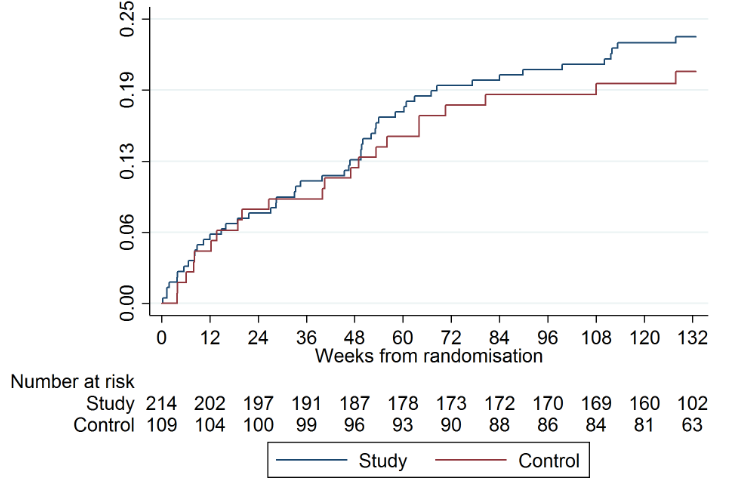 0.25
0.19
0.13
0.06
0.00
0 12 24 36 48 60 72 84 96 108 120 132
Weeks from randomisation
Number at risk
Study 214 202 197 191 187 178 173 172 170 169 160 102
Control 109 104 100 99 96 93 90 88 86 84 81 63
Study Control